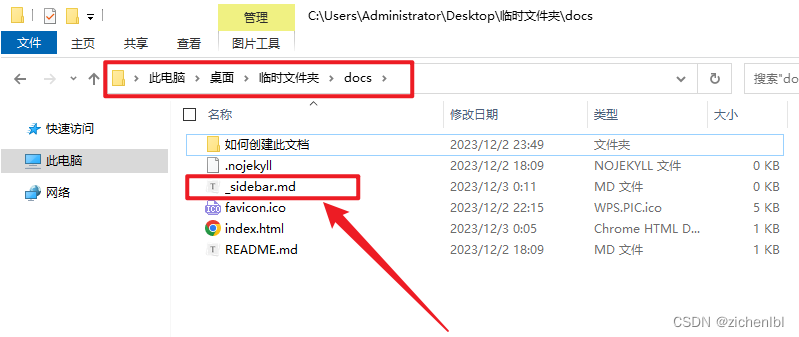 管理 C:\Users\Administrator\Desktop\临时文件夹\docs
文件 主页 共享 查看 图片工具
此电脑 桌面 临时文件夹 docs 搜索"do
名称 修改日期 类型 大小
快速访问
此电脑
网络
如何创建此文档 2023/12/2 23:49 文件夹
.nojekyll 2023/12/2 18:09 NOJEKYLL 文件 0 KB
_sidebar.md 2023/12/3 0:11 MD 文件 0 KB
favicon.ico 2023/12/2 22:15 WPS.PIC.ico 5 KB
index.html 2023/12/3 0:05 Chrome HTML D... 1 KB
README.md 2023/12/2 18:09 MD 文件 1 KB
CSDN @zichenlbl